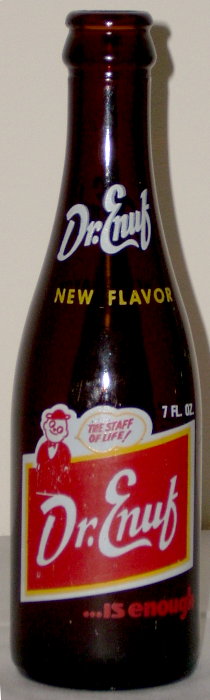 Dr. Enuf
NEW FLAVOR
7 FL. OZ.
THE STAFF
OF LIFE!
Dr. Enuf
...IS enough